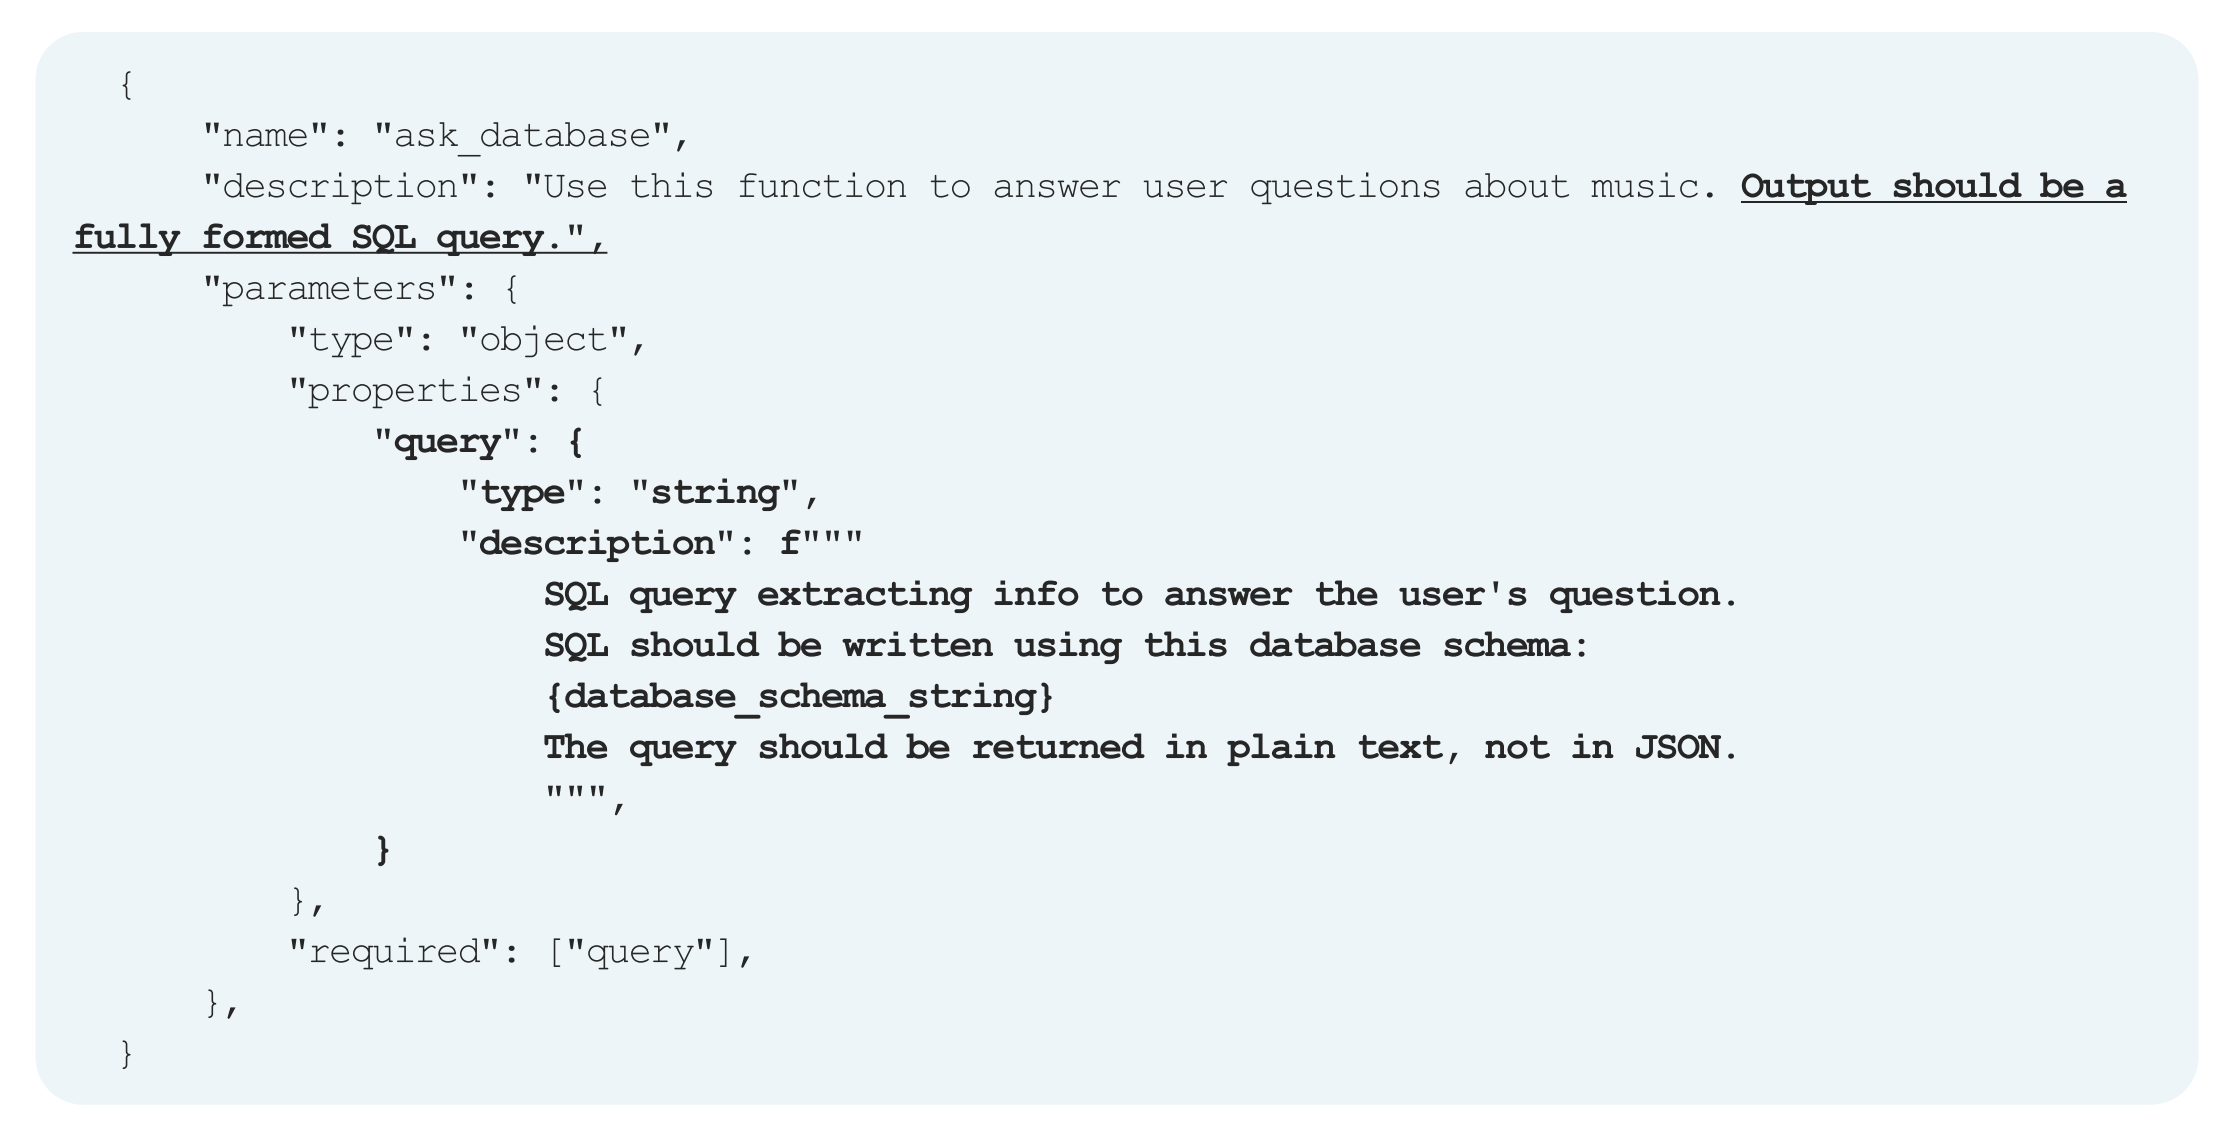 {
"name": "ask_database",
"description": "Use this function to answer user questions about music. Output should be a
fully formed SQL query.",
"parameters": {
"type": "object",
"properties": {
"query": {
"type": "string",
"description": f"""
SQL query extracting info to answer the user's question.
SQL should be written using this database schema:
{database_schema_string}
The query should be returned in plain text, not in JSON.
""",
}
},
"required": ["query"],
},
}